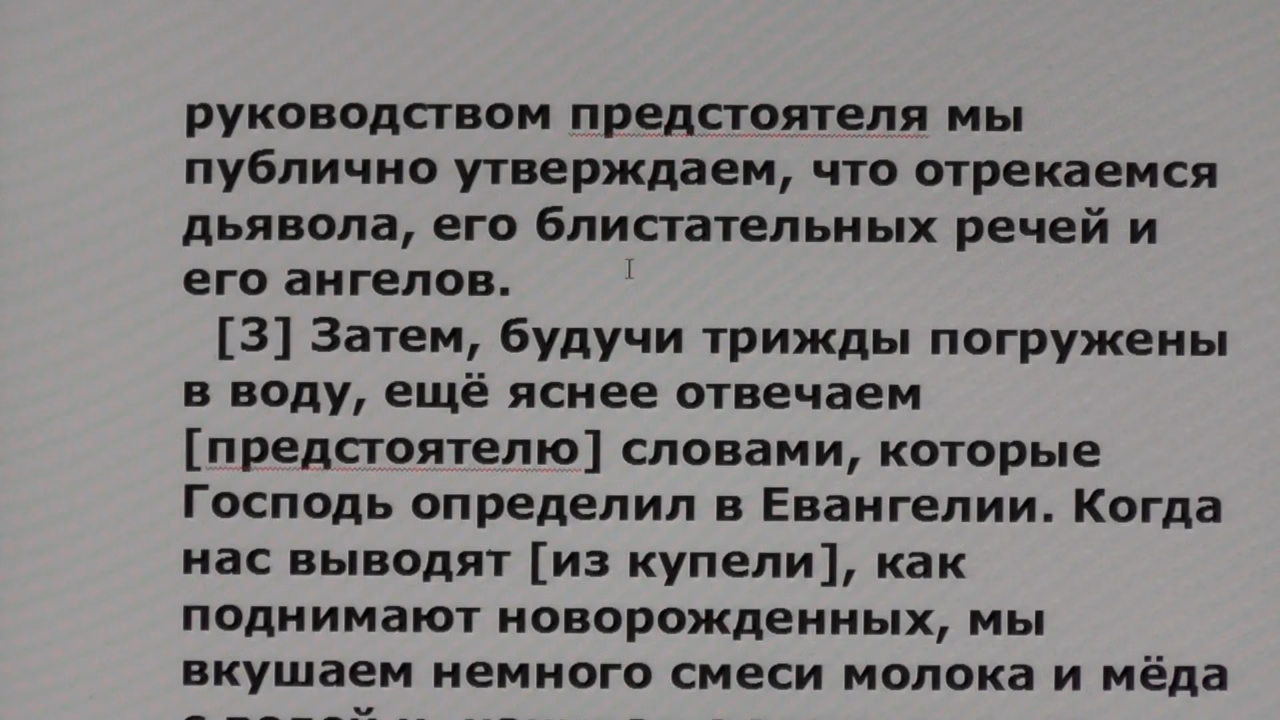 руководством предстоятеля мы
публично утверждаем, что отрекаемся
дьявола, его блистательных речей и
его ангелов.
[3] Затем, будучи трижды погружены
в воду, ещё яснее отвечаем
[предстоятелю] словами, которые
Господь определил в Евангелии. Когда
нас выводят [из купели], как
поднимают новорожденных, мы
вкушаем немного смеси молока и мёда